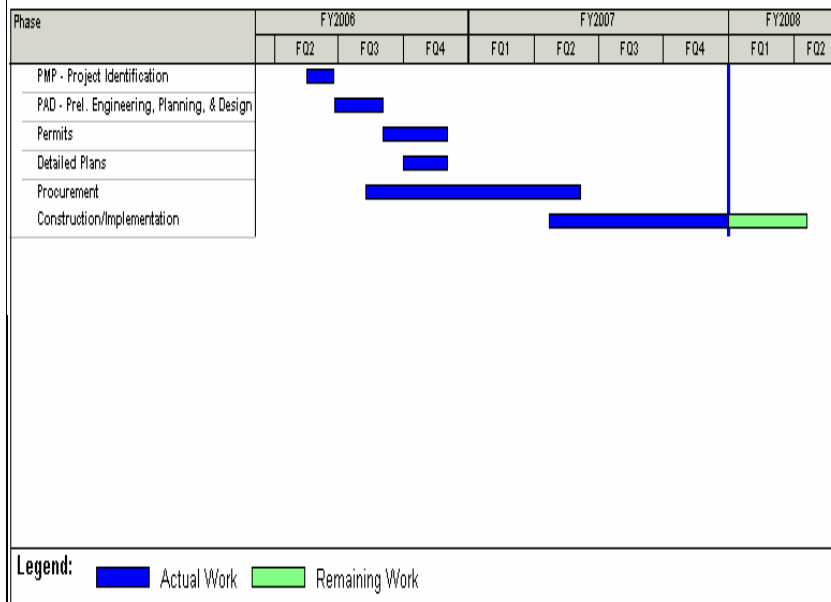 Phase FY2006 FY2007 FY2008
FQ2 FQ3 FQ4 FQ1 FQ2 FQ3 FQ4 FQ1 FQ2
PMP - Project Identification
PAD - Prel. Engineering, Planning, & Design
Permits
Detailed Plans
Procurement
Construction/Implementation
Legend: Actual Work Remaining Work